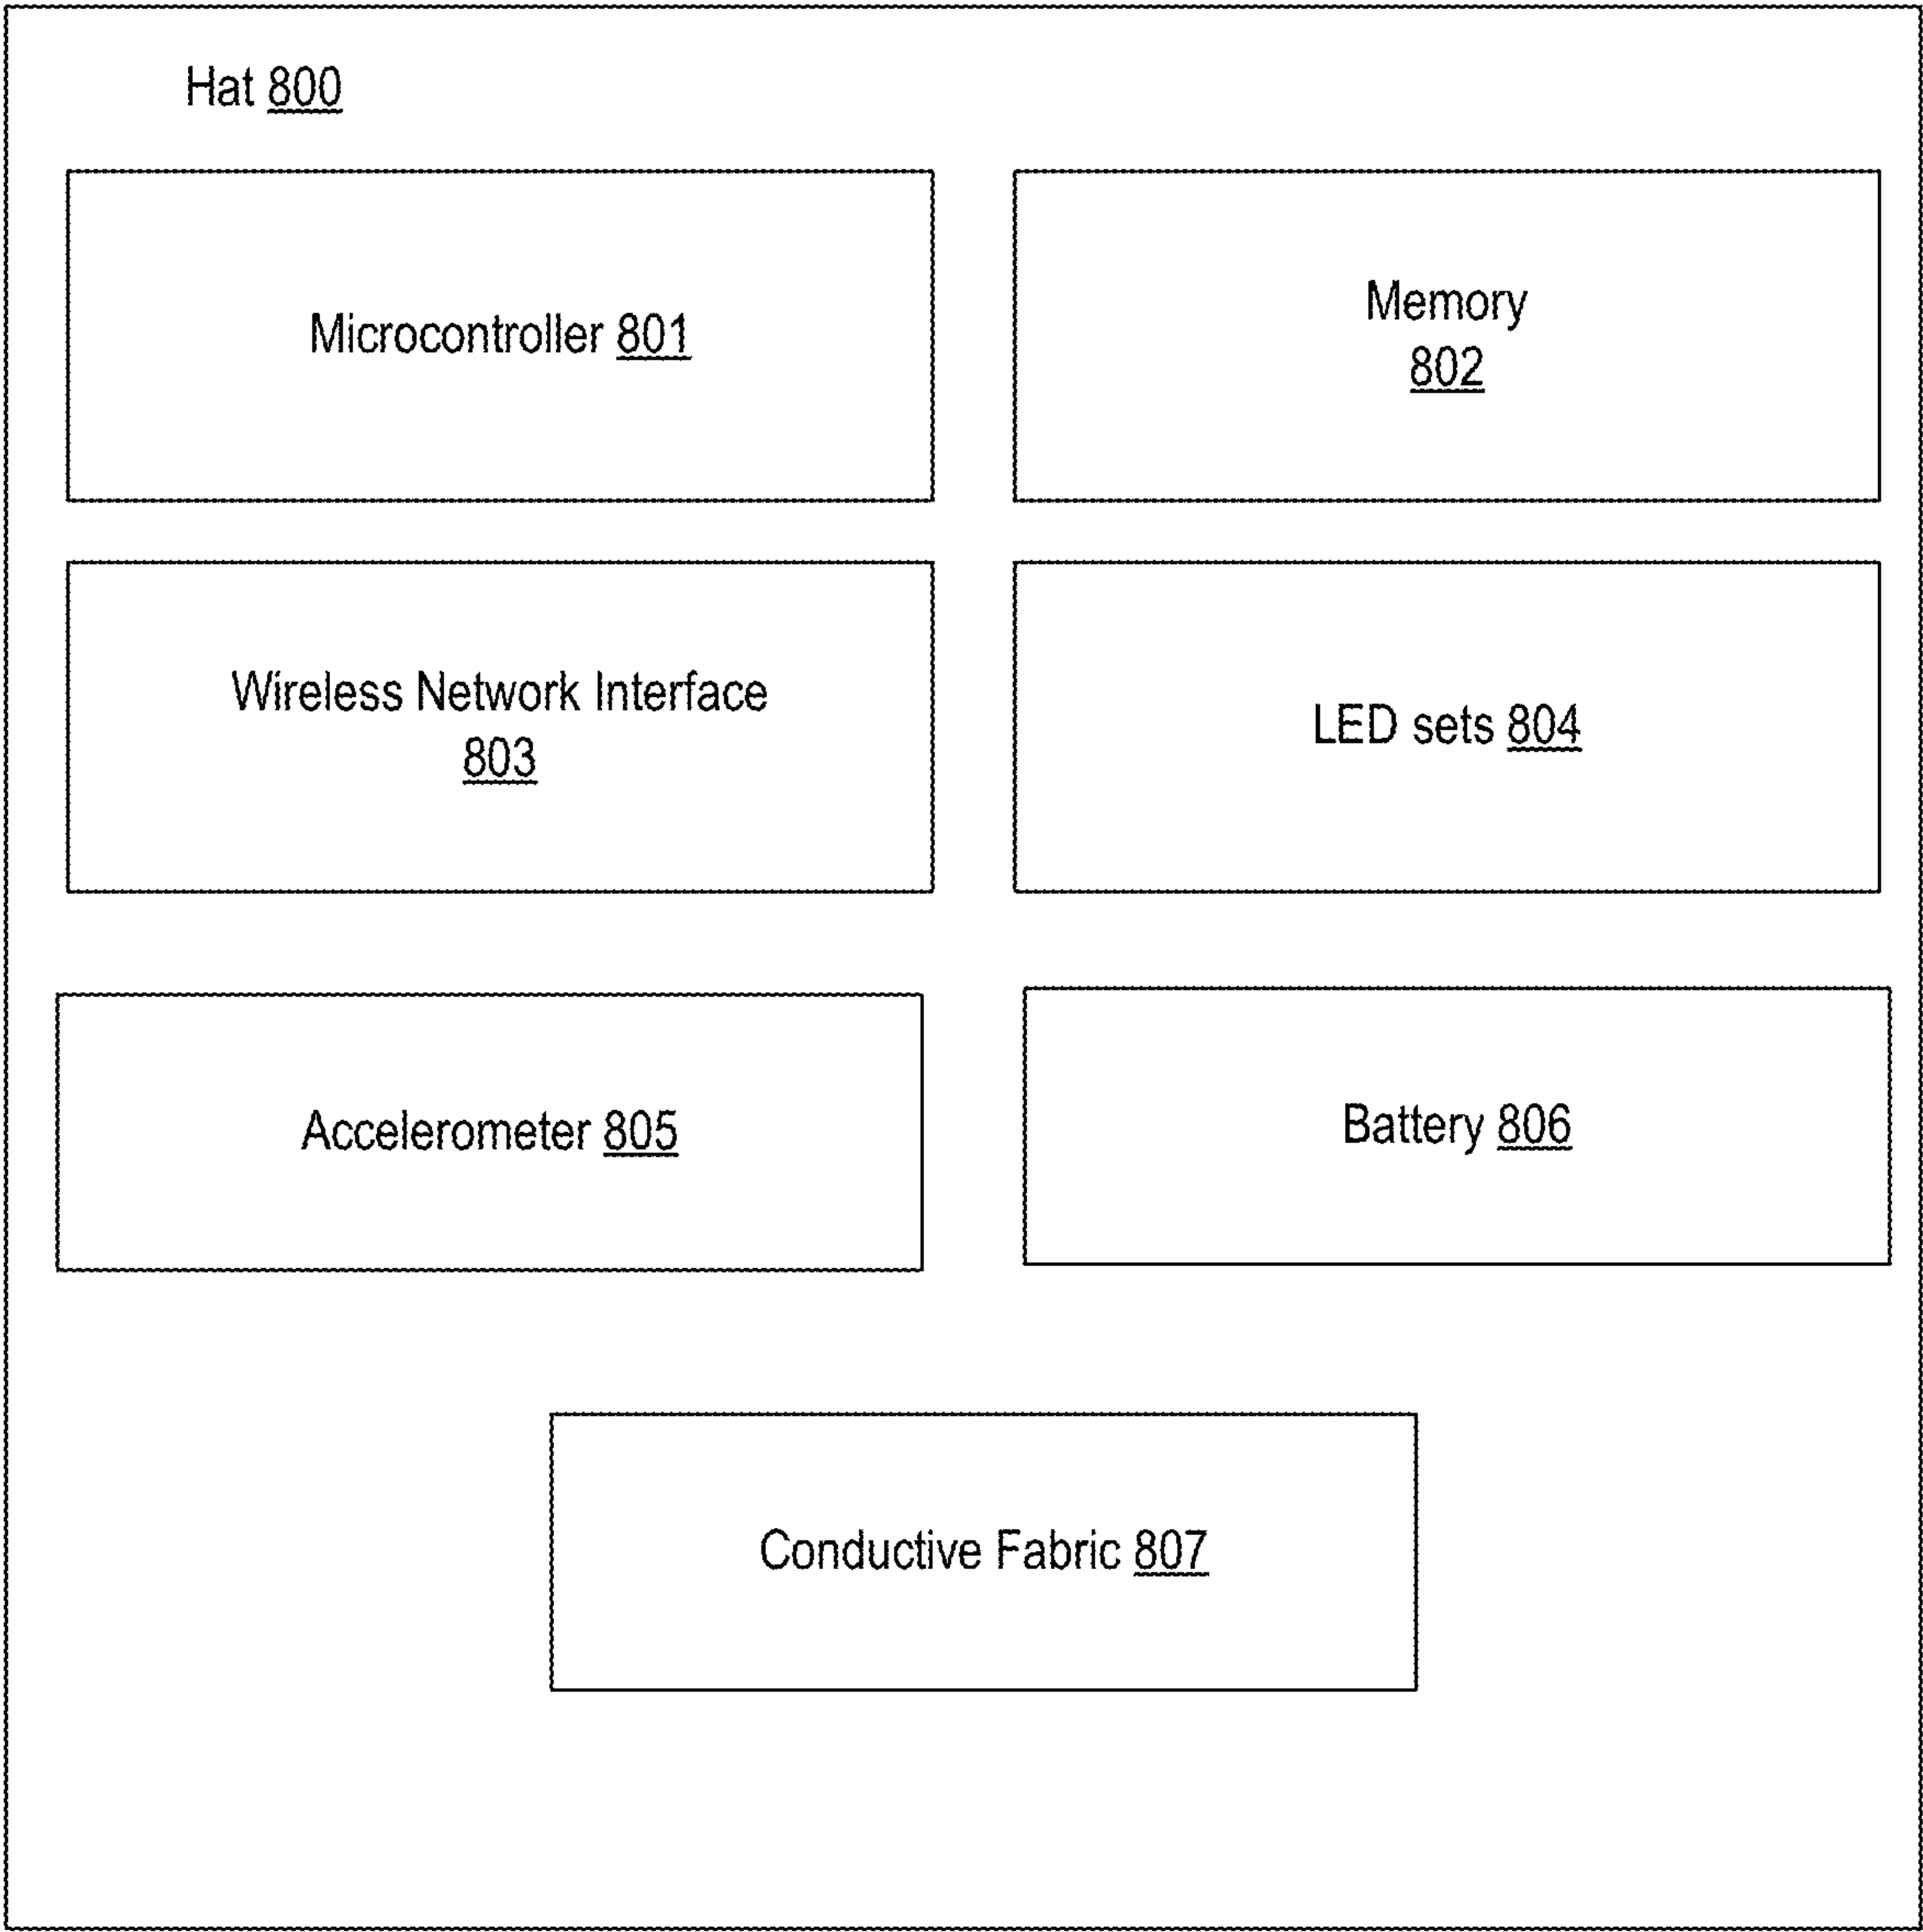 Hat 800
Microcontroller 801
Memory
802
Wireless Network Interface
803
LED sets 804
Accelerometer 805
Battery 806
Conductive Fabric 807